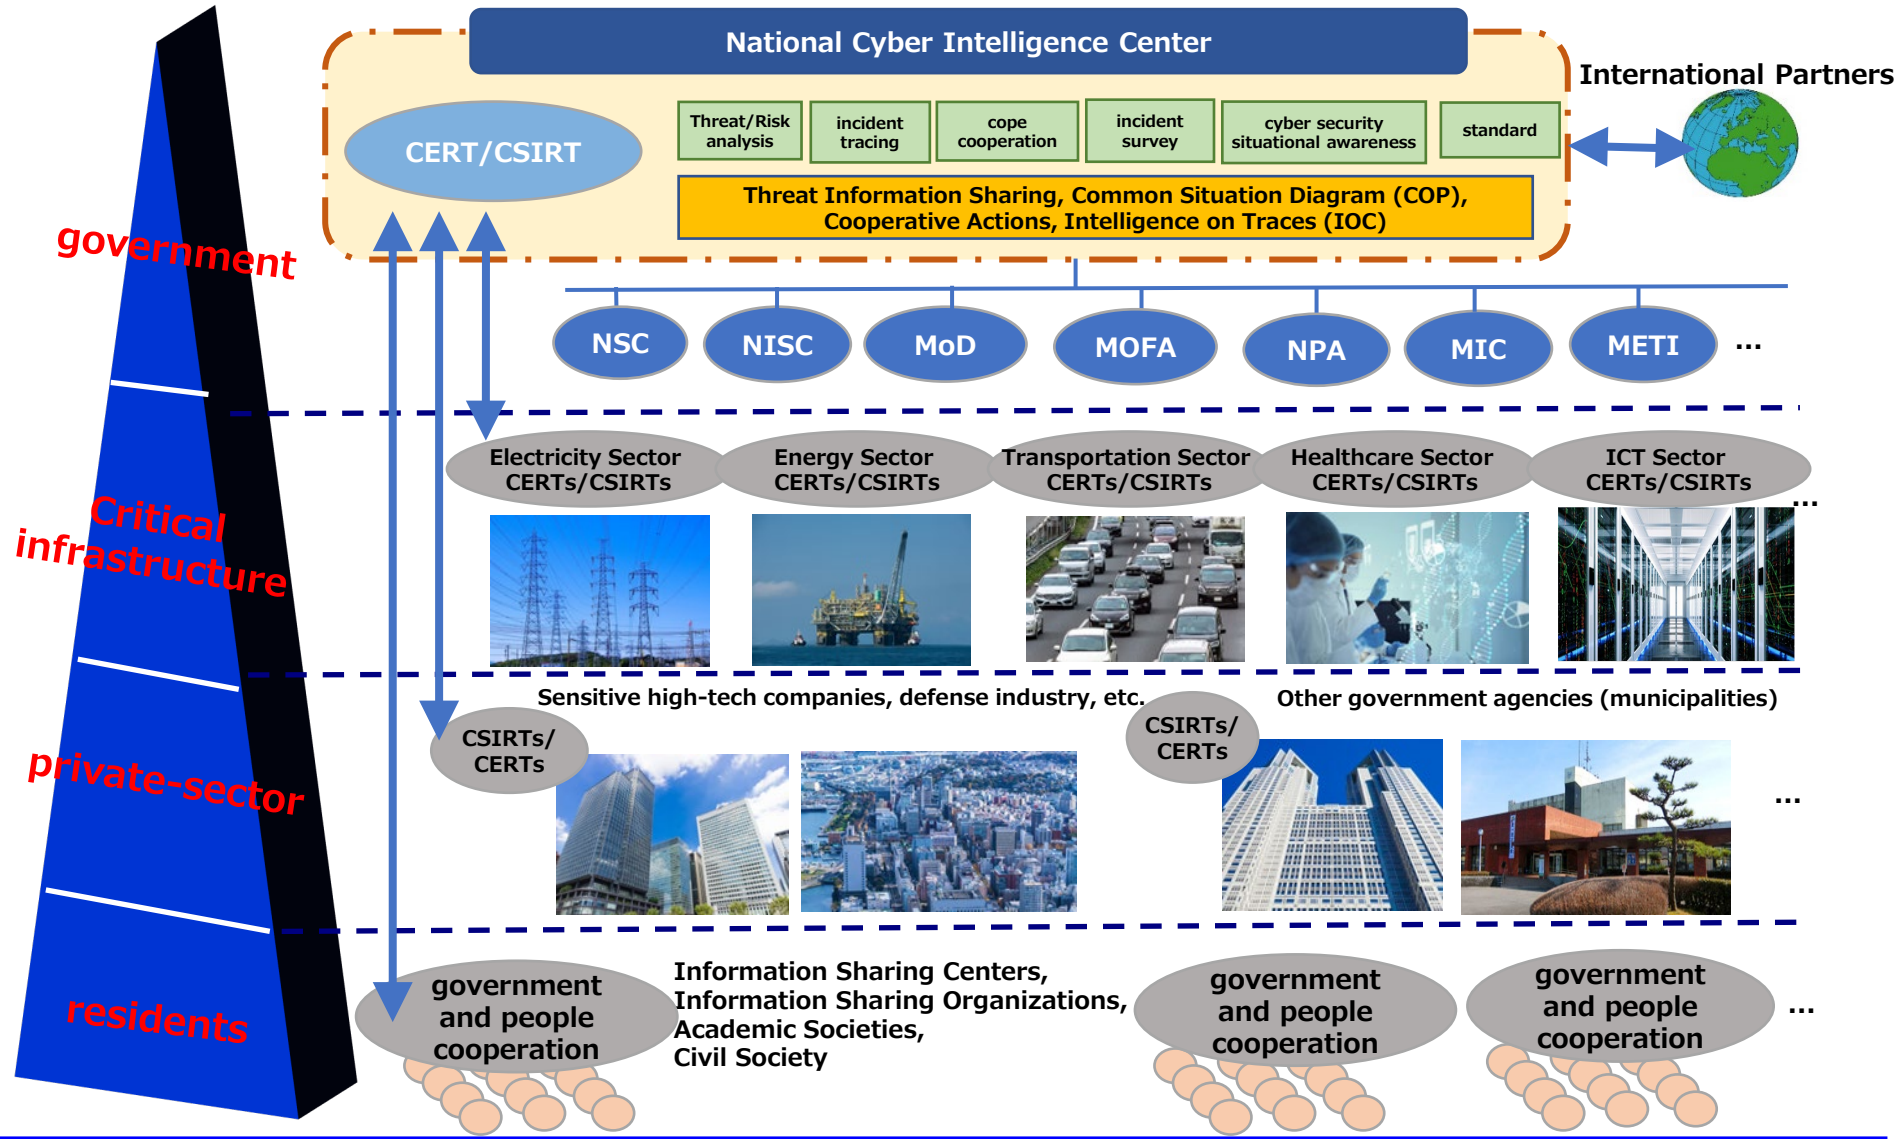 National Cyber Intelligence Center
International Partners
CERT/CSIRT
Threat/Risk
analysis
incident
tracing
cope
cooperation
incident
survey
cyber security
situational awareness
standard
Threat Information Sharing, Common Situation Diagram (COP),
Cooperative Actions, Intelligence on Traces (IOC)
government
NSC
NISC
MoD
MOFA
NPA
MIC
METI
...
Critical
infrastructure
Electricity Sector
CERTs/CSIRTs
Energy Sector
CERTs/CSIRTs
Transportation Sector
CERTs/CSIRTs
Healthcare Sector
CERTs/CSIRTs
ICT Sector
CERTs/CSIRTs
...
private-sector
Sensitive high-tech companies, defense industry, etc.
CSIRTs/
CERTs
Other government agencies (municipalities)
CSIRTs/
CERTs
...
residents
government
and people
cooperation
Information Sharing Centers,
Information Sharing Organizations,
Academic Societies,
Civil Society
government
and people
cooperation
government
and people
cooperation
...